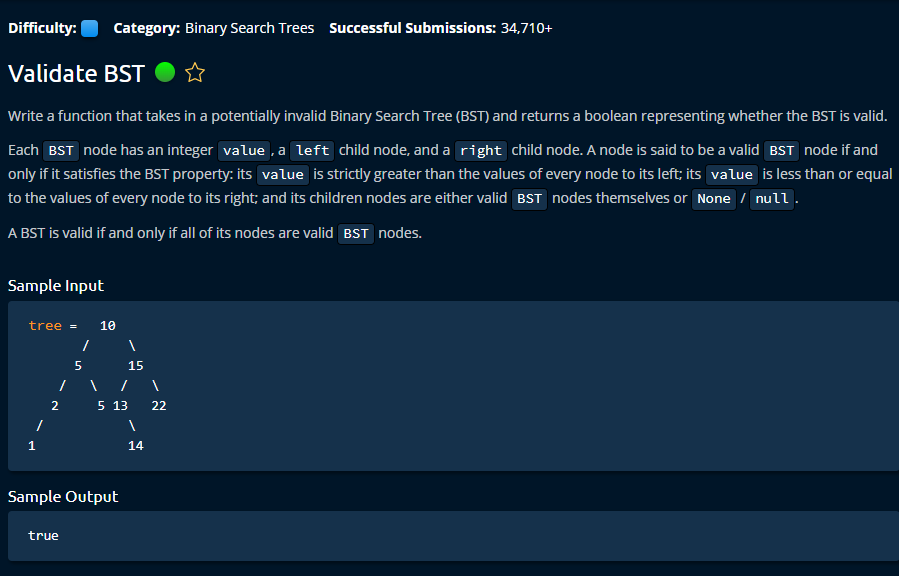 Difficulty: Category: Binary Search Trees Successful Submissions: 34,710+
Validate BST
Write a function that takes in a potentially invalid Binary Search Tree (BST) and returns a boolean representing whether the BST is valid.
Each BST node has an integer value, a left child node, and a right child node. A node is said to be a valid BST node if and
only if it satisfies the BST property: its value is strictly greater than the values of every node to its left; its value is less than or equal
to the values of every node to its right; and its children nodes are either valid BST nodes themselves or None / null.
A BST is valid if and only if all of its nodes are valid BST nodes.
Sample Input
tree =   10
       /     \
      5      15
    /   \   /   \
   2     5 13   22
 /           \
1            14
Sample Output
true